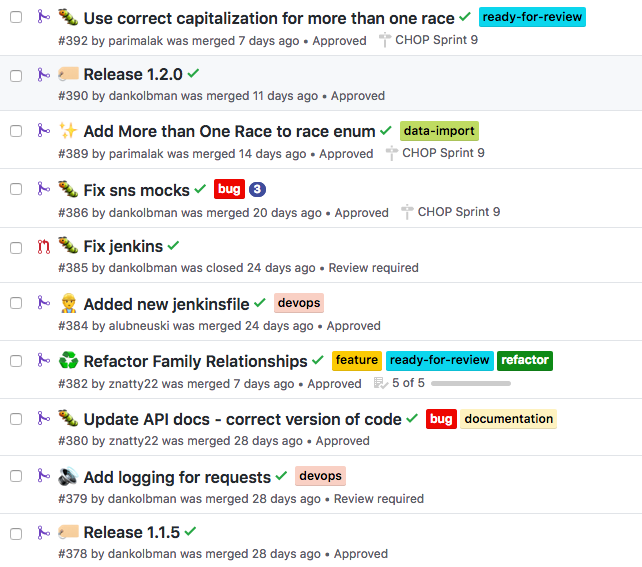 Use correct capitalization for more than one race ready-for-review
#392 by parimalak was merged 7 days ago • Approved CHOP Sprint 9
Release 1.2.0
#390 by dankolbman was merged 11 days ago • Approved
Add More than One Race to race enum data-import
#389 by parimalak was merged 14 days ago • Approved CHOP Sprint 9
Fix sns mocks bug 3
#386 by dankolbman was merged 20 days ago • Approved CHOP Sprint 9
Fix jenkins
#385 by dankolbman was closed 24 days ago • Review required
Added new jenkinsfile devops
#384 by alubneuski was merged 24 days ago • Approved
Refactor Family Relationships feature ready-for-review refactor
#382 by znatty22 was merged 7 days ago • Approved 5 of 5
Update API docs - correct version of code bug documentation
#380 by znatty22 was merged 28 days ago • Approved
Add logging for requests devops
#379 by dankolbman was merged 28 days ago • Review required
Release 1.1.5
#378 by dankolbman was merged 28 days ago • Approved